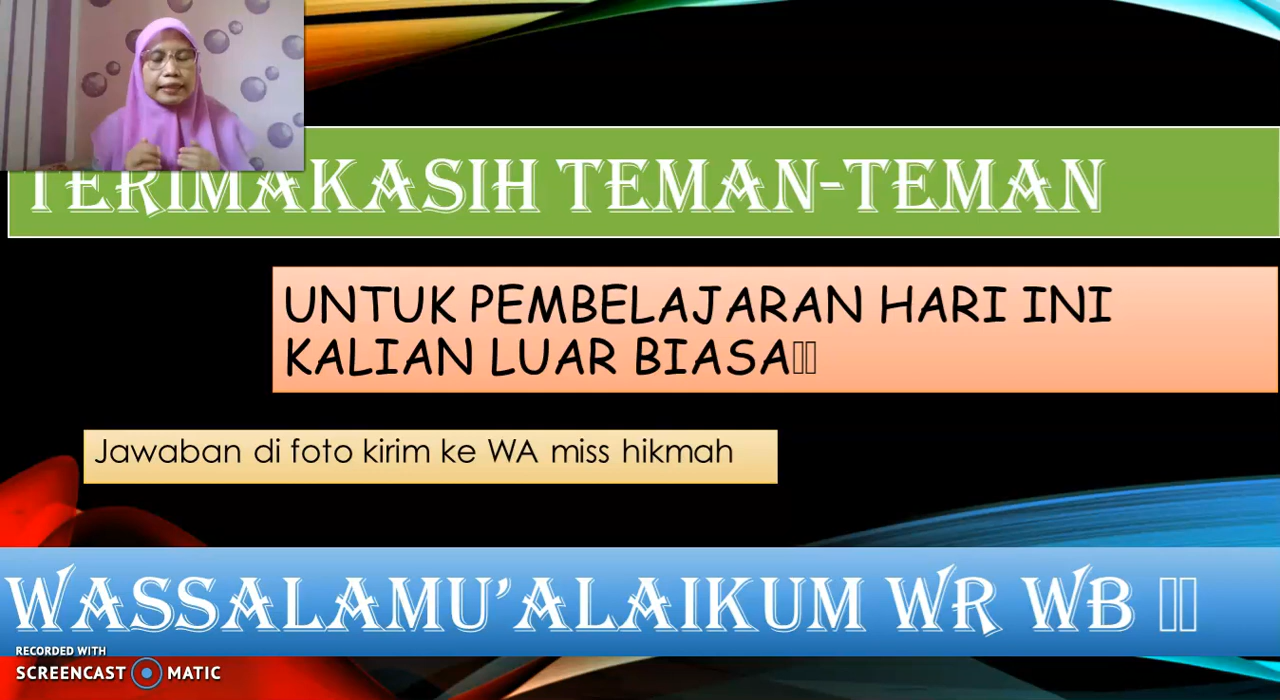 TERIMAKASIH TEMAN-TEMAN
UNTUK PEMBELAJARAN HARI INI
KALIAN LUAR BIASA
Jawaban di foto kirim ke WA miss hikmah
WASSALAMU’ALAIKUM WR WB
RECORDED WITH
SCREENCAST MATIC